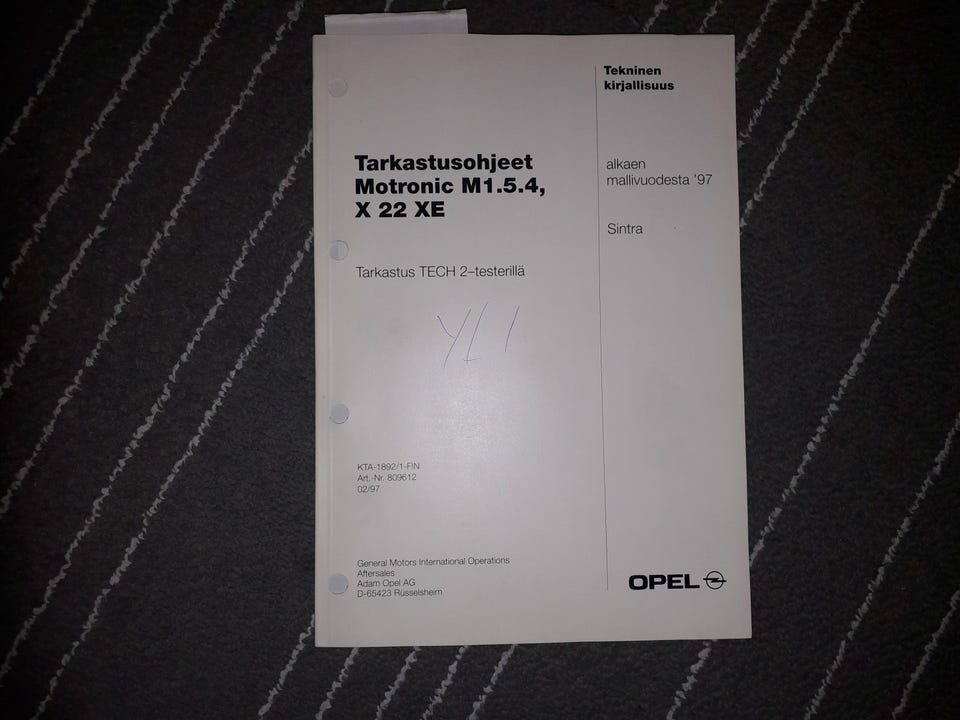 Tekninen
kirjallisuus
Tarkastusohjeet
Motronic M1.5.4,
X 22 XE
alkaen
mallivuodesta '97
Sintra
Tarkastus TECH 2–testerillä
KTA-1892/1-FIN
Art.-Nr. 809612
02/97
General Motors International Operations
Aftersales
Adam Opel AG
D-65423 Rüsselsheim
OPEL